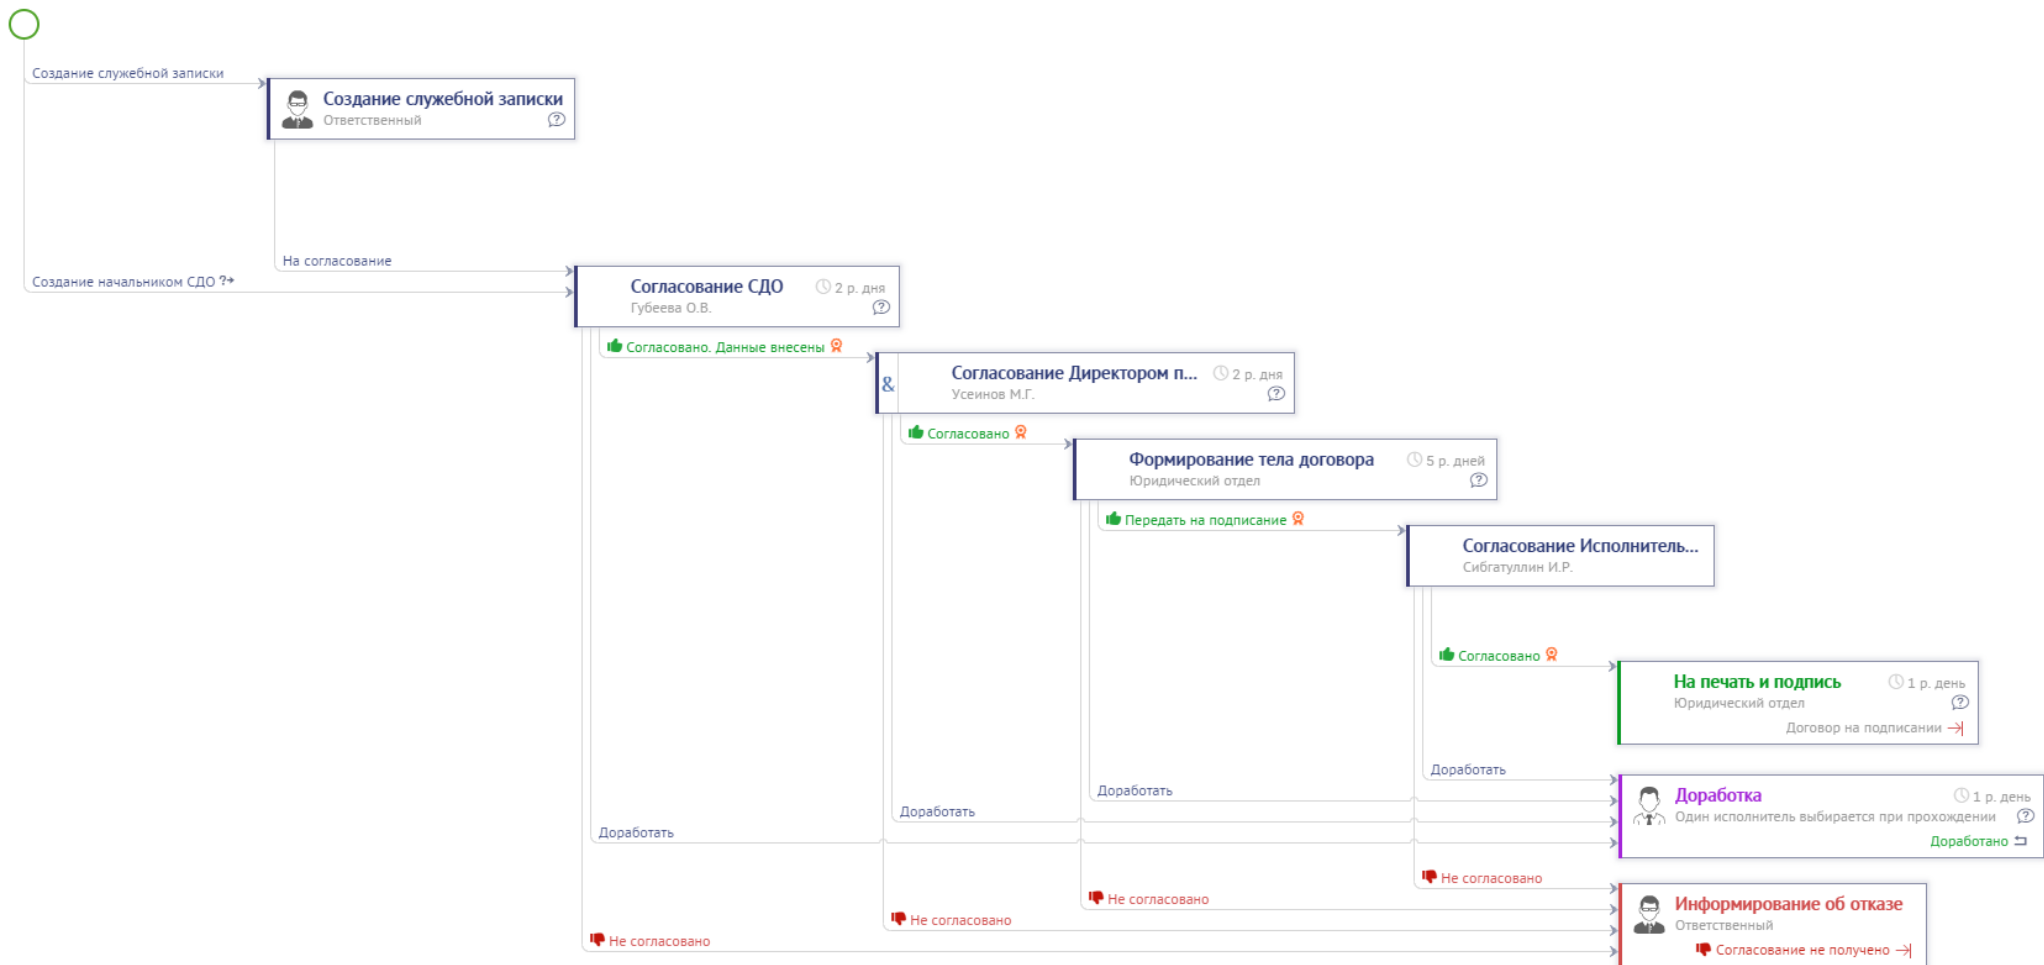 Создание служебной записки
Создание служебной записки
Ответственный
На согласование
Создание начальником СДО
Согласование СДО
2 р. дня
Губеева О.В.
Согласовано. Данные внесены
&
Согласование Директором п...
2 р. дня
Усеинов М.Г.
Согласовано
Формирование тела договора
5 р. дней
Юридический отдел
Передать на подписание
Согласование Исполнитель...
Сибгатуллин И.Р.
Согласовано
На печать и подпись
1 р. день
Юридический отдел
Договор на подписании
Доработать
Доработать
Доработать
Доработать
Доработка
1 р. день
Один исполнитель выбирается при прохождении
Доработано
Не согласовано
Не согласовано
Не согласовано
Не согласовано
Информирование об отказе
Ответственный
Согласование не получено